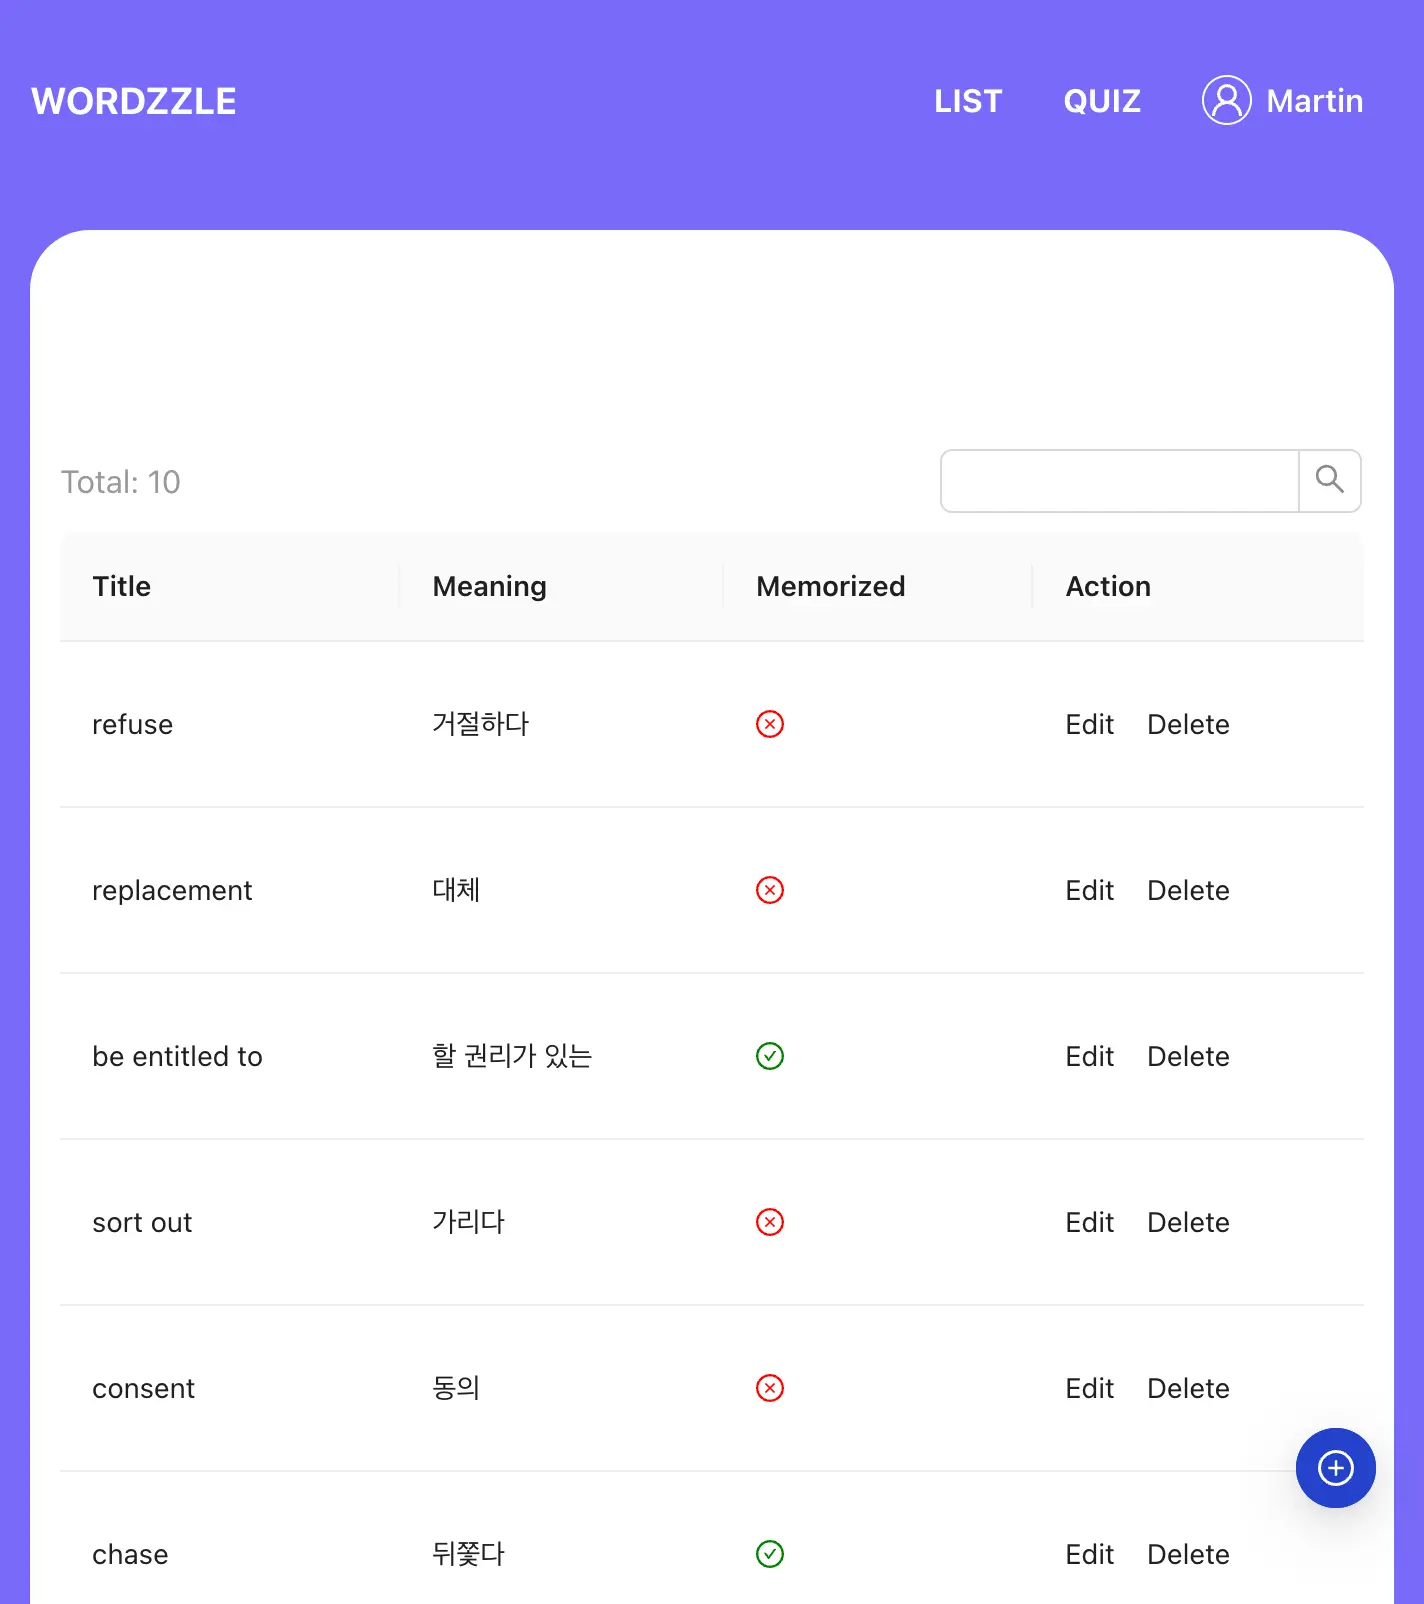 WORDZZLE LIST QUIZ Martin
Total: 10
Title Meaning Memorized Action
refuse 거절하다 Edit Delete
replacement 대체 Edit Delete
be entitled to 할 권리가 있는 Edit Delete
sort out 가리다 Edit Delete
consent 동의 Edit Delete
chase 뒤쫓다 Edit Delete